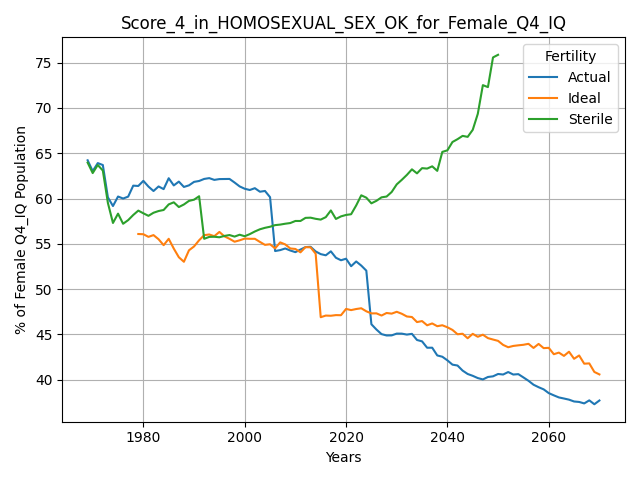 Score_4_in_HOMOSEXUAL_SEX_OK_for_Female_Q4_IQ
% of Female Q4_IQ Population
75
70
65
60
55
50
45
40
Fertility
Actual
Ideal
Sterile
1980 2000 2020 2040 2060
Years